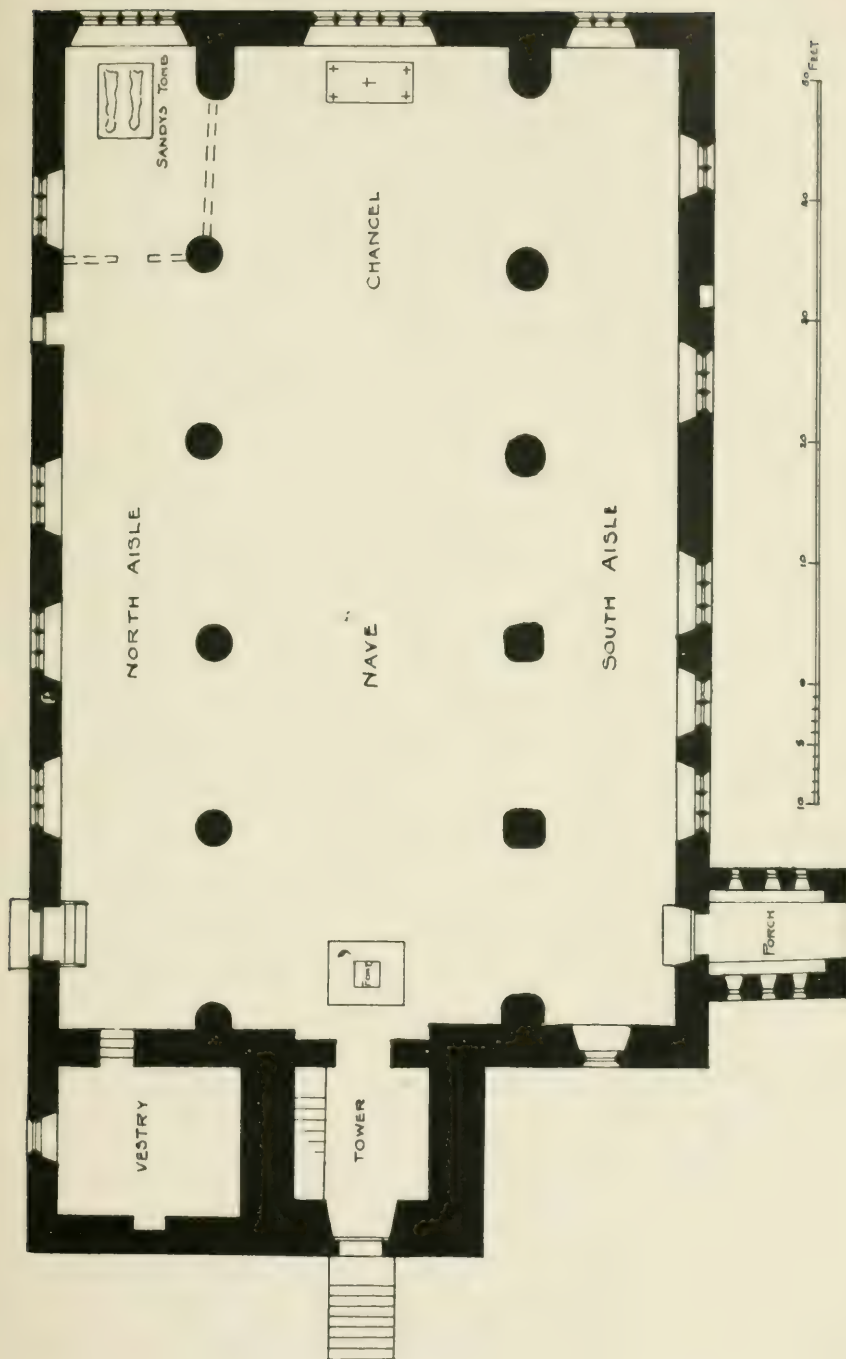 SANDYS TOMB
CHANCEL
NORTH AISLE
NAVE
SOUTH AISLE
FONT
PORCH
VESTRY
TOWER
10 5 0 10 20 30 40 50 FEET